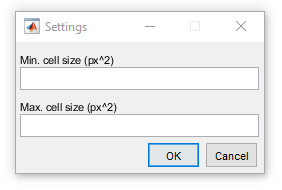 Settings
Min. cell size (px^2)
Max. cell size (px^2)
OK Cancel